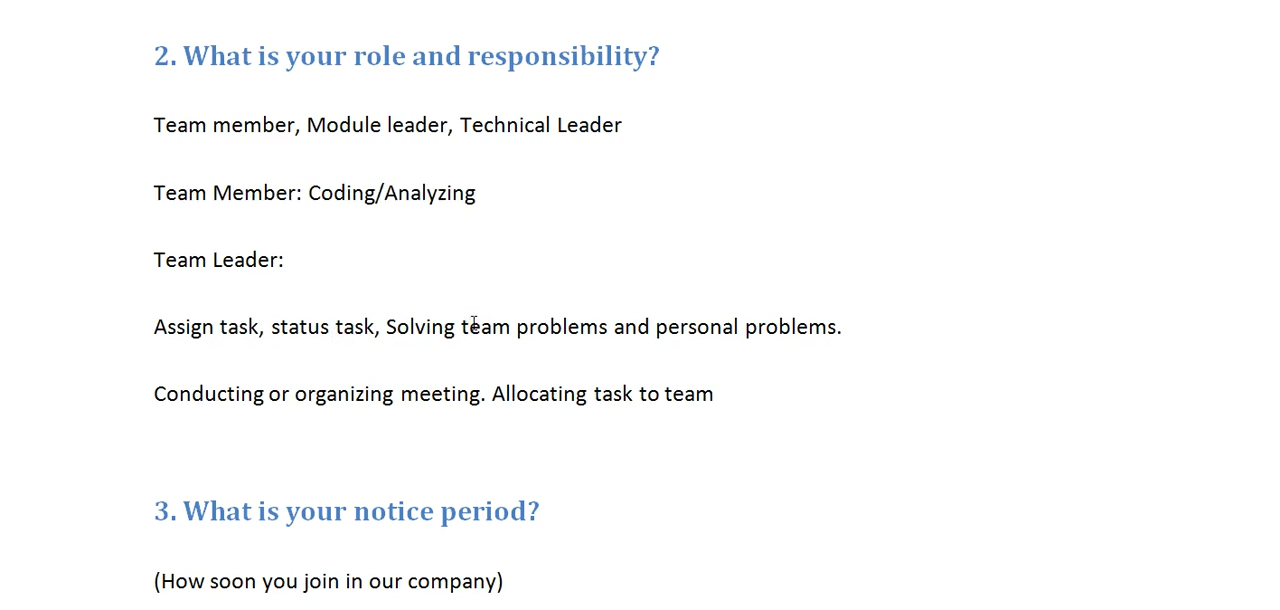 2. What is your role and responsibility?
Team member, Module leader, Technical Leader
Team Member: Coding/Analyzing
Team Leader:
Assign task, status task, Solving team problems and personal problems.
Conducting or organizing meeting. Allocating task to team
3. What is your notice period?
(How soon you join in our company)